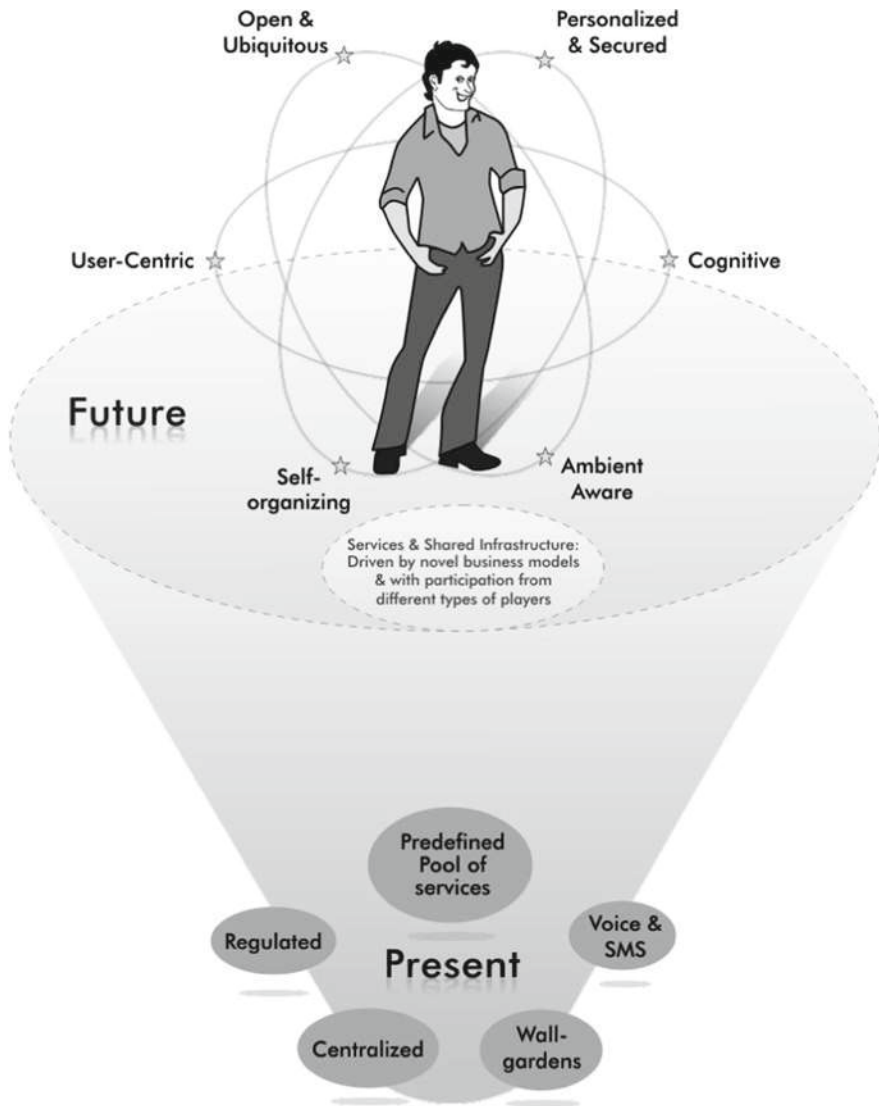 Open &
Ubiquitous
Personalized
& Secured
User-Centric
Cognitive
Future
Self-
organizing
Ambient
Aware
Services & Shared Infrastructure:
Driven by novel business models
& with participation from
different types of players
Predefined
Pool of
services
Regulated
Voice &
SMS
Present
Centralized
Wall-
gardens